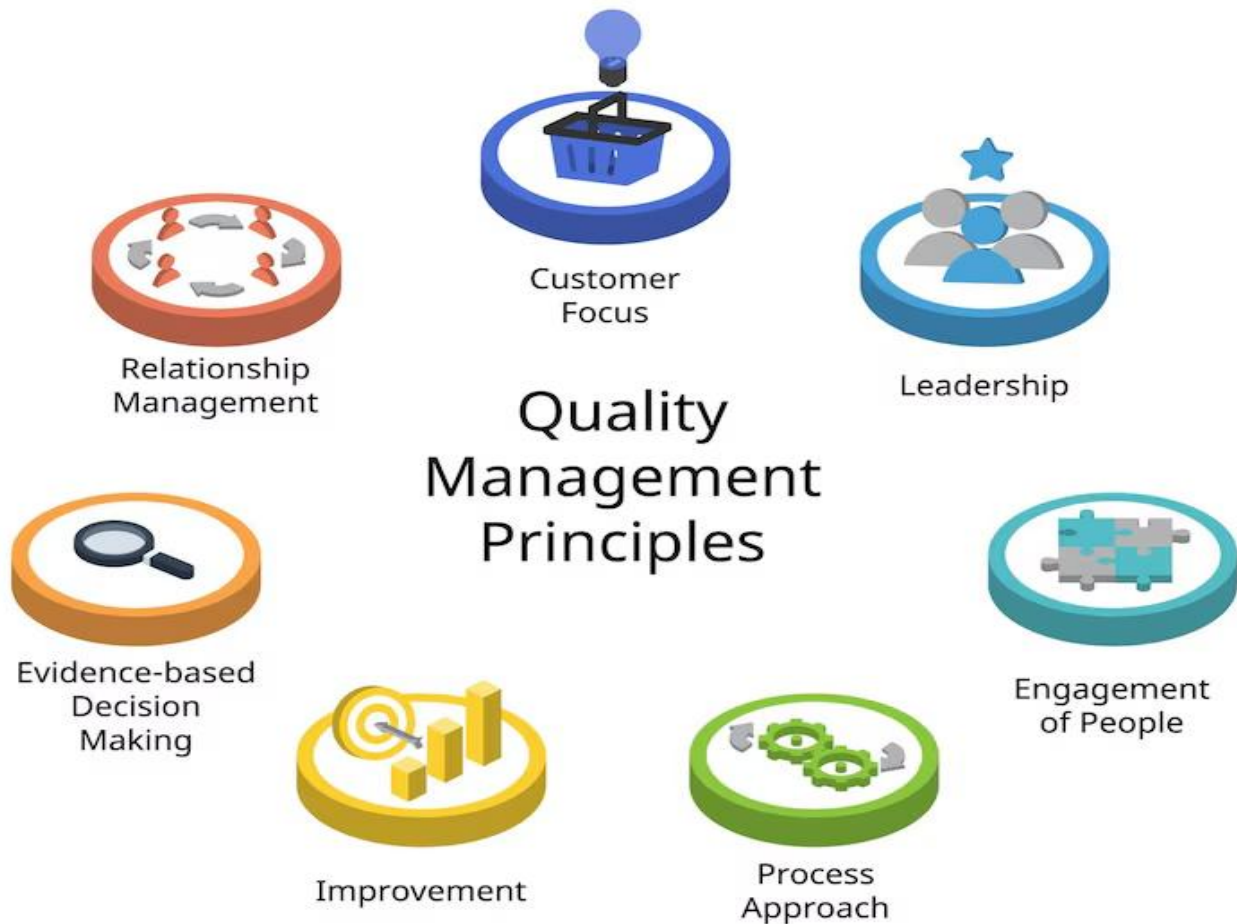 Customer
Focus
Leadership
Relationship
Management
Quality
Management
Principles
Engagement
of People
Evidence-based
Decision
Making
Process
Approach
Improvement